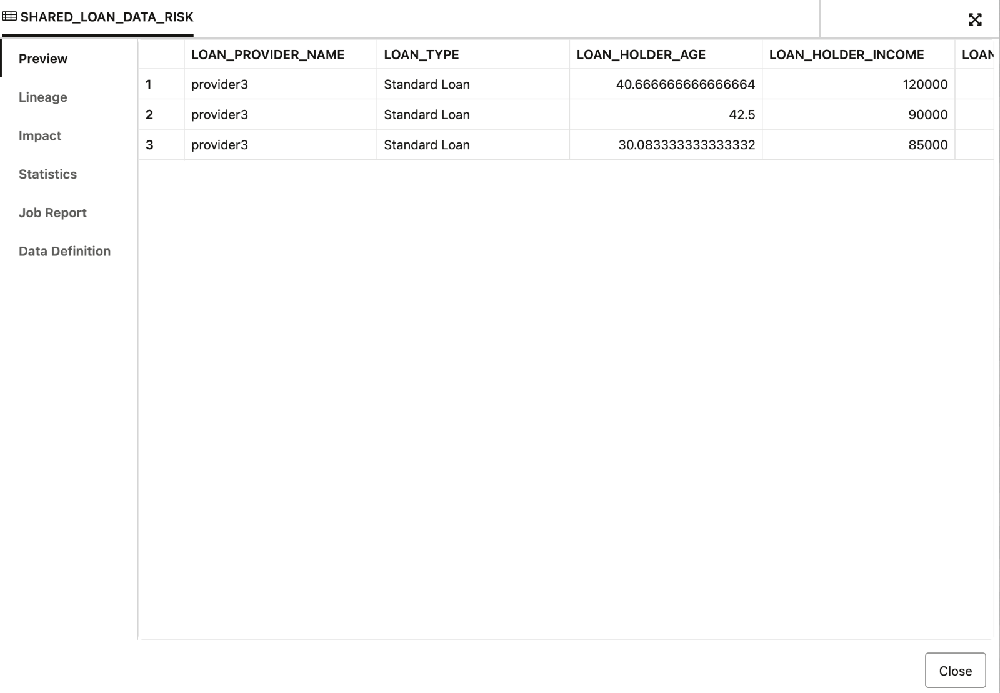 SHARED_LOAN_DATA_RISK
Preview
Lineage
Impact
Statistics
Job Report
Data Definition
LOAN_PROVIDER_NAME LOAN_TYPE LOAN_HOLDER_AGE LOAN_HOLDER_INCOME LOAN
1 provider3 Standard Loan 40.666666666666664 120000
2 provider3 Standard Loan 42.5 90000
3 provider3 Standard Loan 30.083333333333332 85000
Close